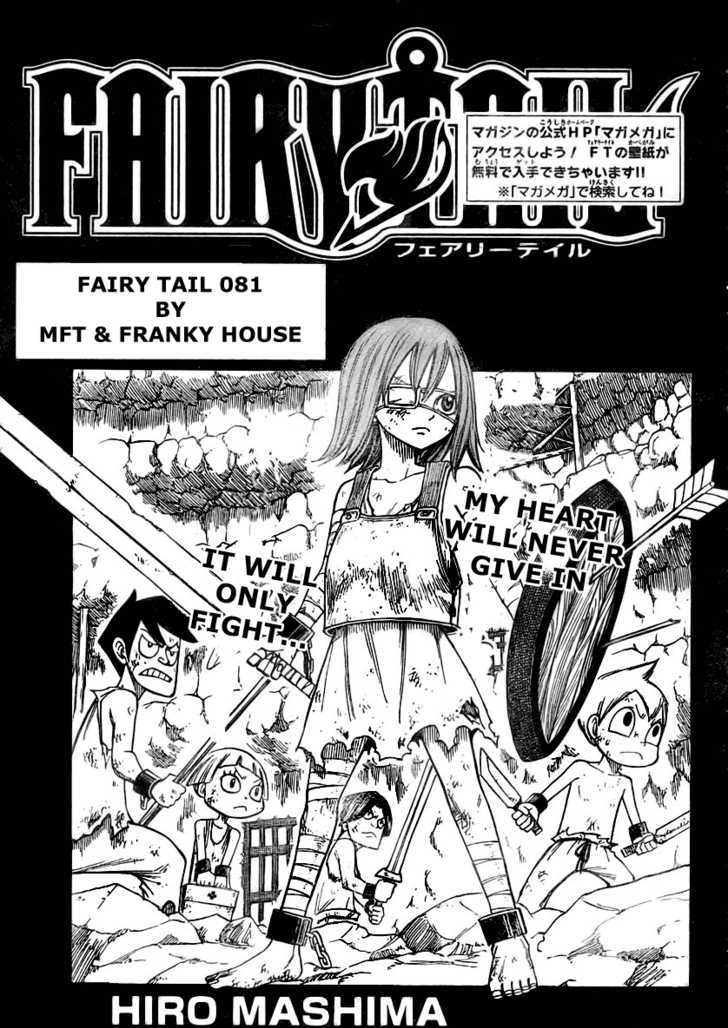 FAIRY TAIL
マガジンの公式HP「マガメガ」に
アクセスしよう! FTの壁紙が
無料で入手できちゃいます!!
※「マガメガ」で検索してね!
フェアリーテイル
FAIRY TAIL 081
BY
MFT & FRANKY HOUSE
MY HEART
WILL NEVER
GIVE IN
IT WILL
ONLY
FIGHT...
HIRO MASHIMA